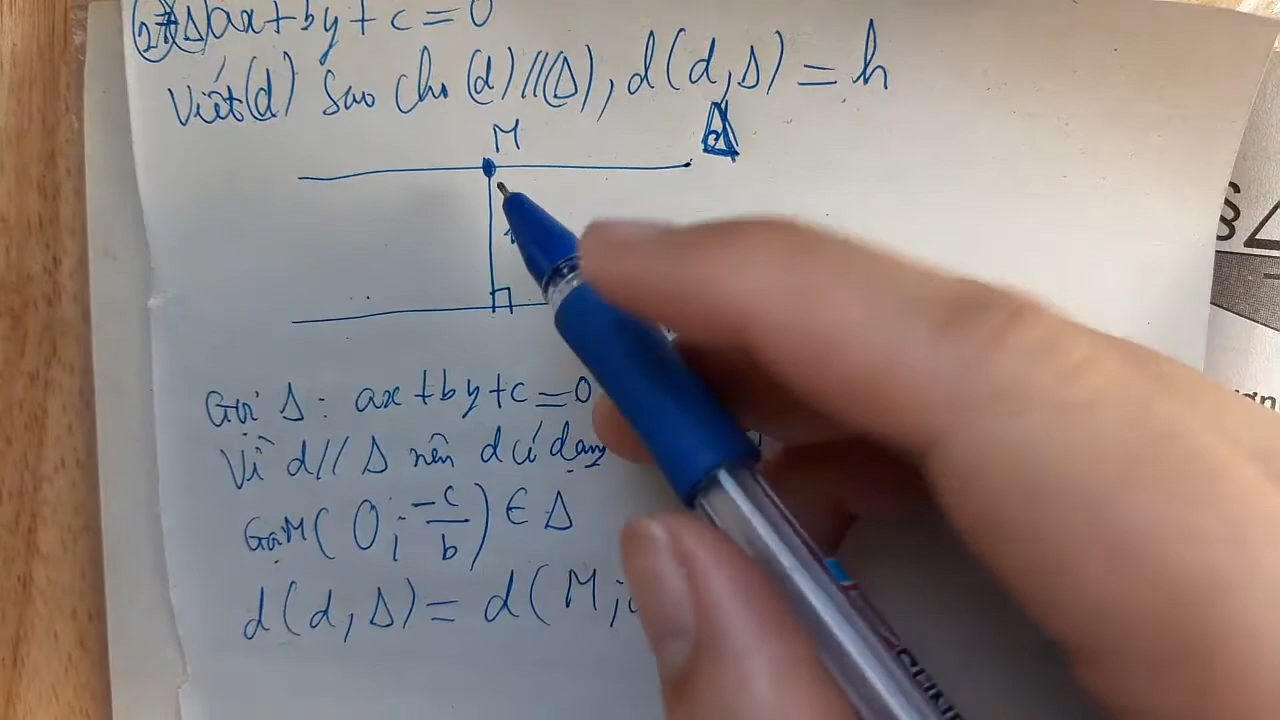 (Δ) ax + by + c = 0
Viết (d) sao cho (d) // (Δ), d(d, Δ) = h
M
Gọi Δ: ax + by + c = 0
Vì d // Δ nên d có dạng
Gọi M(0; -c/b) ∈ Δ
d(d, Δ) = d(M;